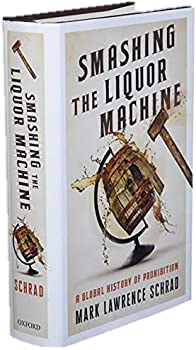 SMASHING
THE LIQUOR
MACHINE
SCHRAD
OXFORD
SMASHING
THE LIQUOR
MACHINE
A GLOBAL HISTORY OF PROHIBITION
MARK LAWRENCE SCHRAD